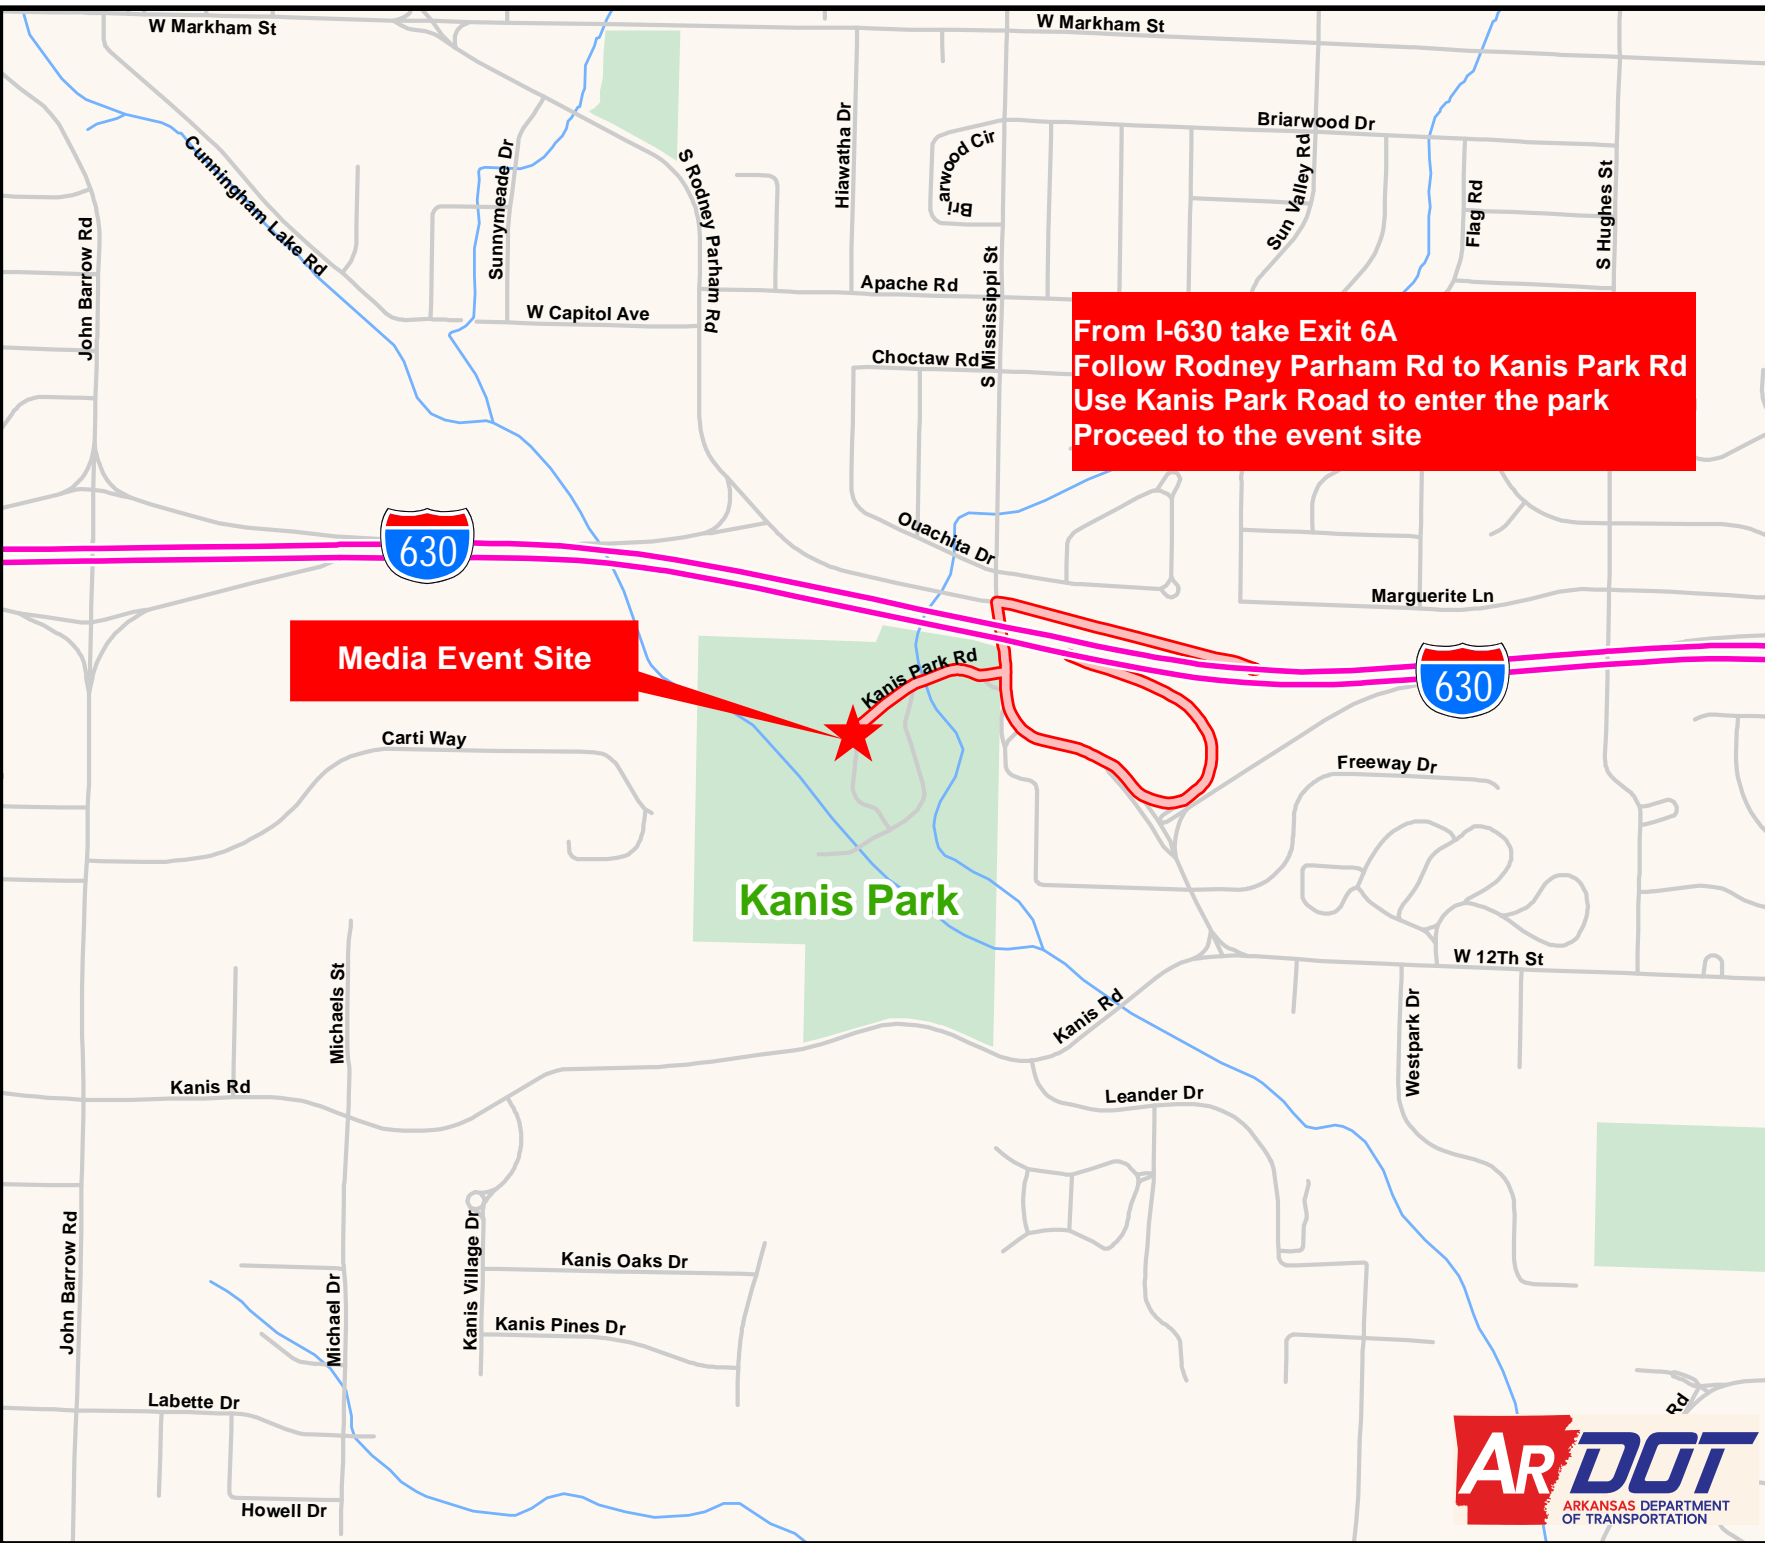 W Markham St
W Markham St
Cunningham Lake Rd
Sunnymeade Dr
S Rodney Parham Rd
Hiawatha Dr
Briarwood Cir
Briarwood Dr
Sun Valley Rd
Flag Rd
S Hughes St
John Barrow Rd
W Capitol Ave
Apache Rd
S Mississippi St
Choctaw Rd
From I-630 take Exit 6A
Follow Rodney Parham Rd to Kanis Park Rd
Use Kanis Park Road to enter the park
Proceed to the event site
630
Ouachita Dr
Marguerite Ln
Media Event Site
Kanis Park Rd
630
Carti Way
Freeway Dr
Kanis Park
W 12Th St
Michaels St
Kanis Rd
Westpark Dr
Kanis Rd
Leander Dr
John Barrow Rd
Kanis Village Dr
Kanis Oaks Dr
Michael Dr
Kanis Pines Dr
Labette Dr
Rd
Howell Dr
ARDOT
ARKANSAS DEPARTMENT
OF TRANSPORTATION